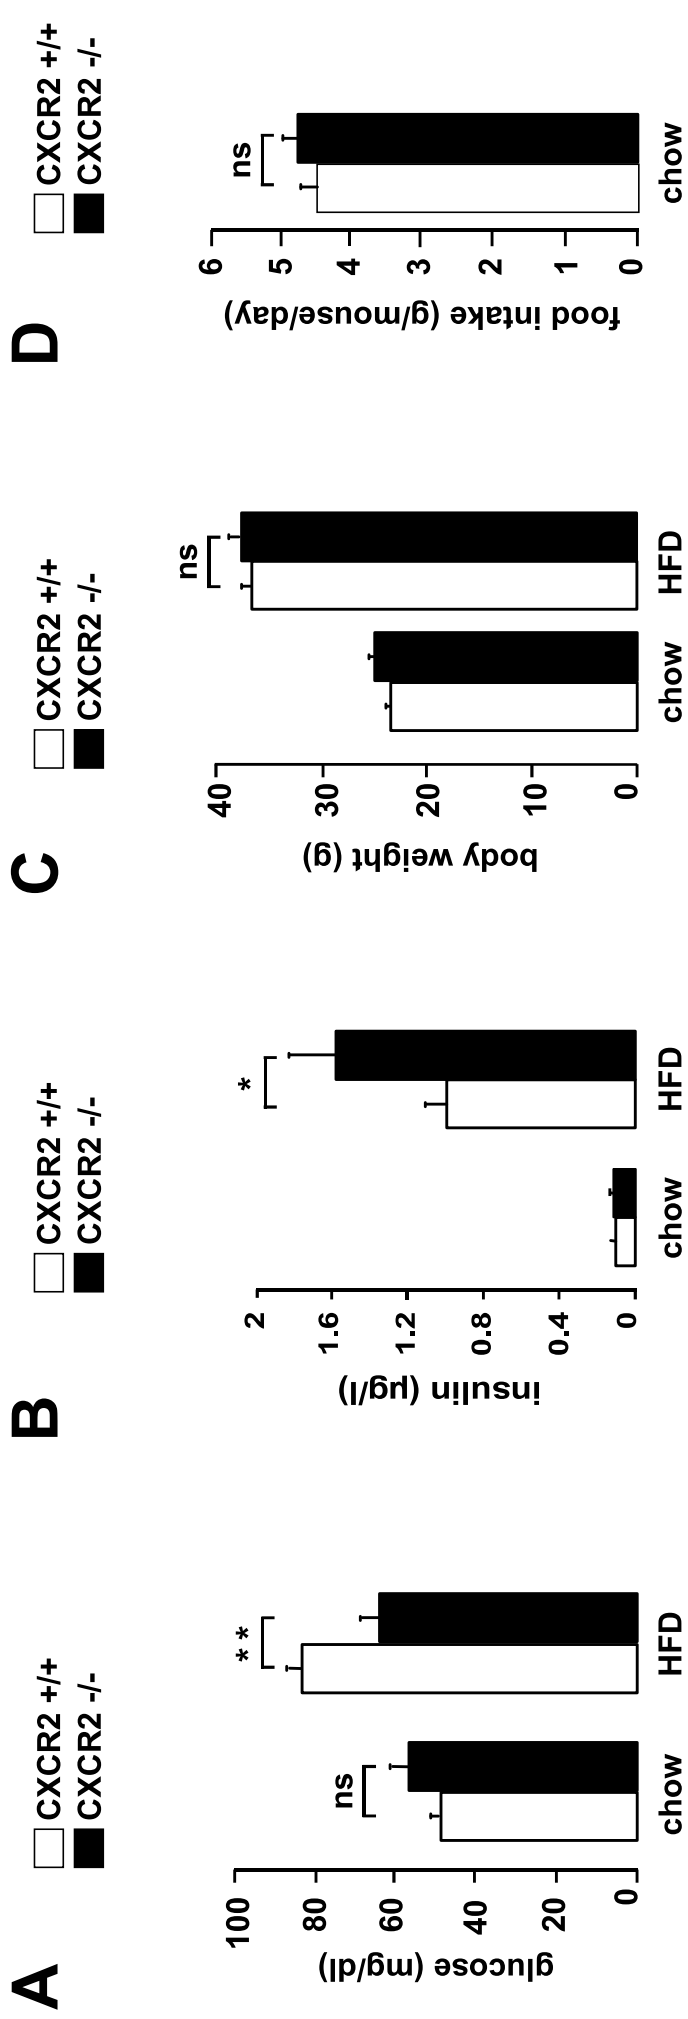 A
CXCR2 +/+
CXCR2 -/-
glucose (mg/dl)
100
80
60
40
20
0
ns
**
chow
HFD
B
CXCR2 +/+
CXCR2 -/-
insulin (µg/l)
2
1.6
1.2
0.8
0.4
0
*
chow
HFD
C
CXCR2 +/+
CXCR2 -/-
body weight (g)
40
30
20
10
0
ns
chow
HFD
D
CXCR2 +/+
CXCR2 -/-
food intake (g/mouse/day)
6
5
4
3
2
1
0
ns
chow